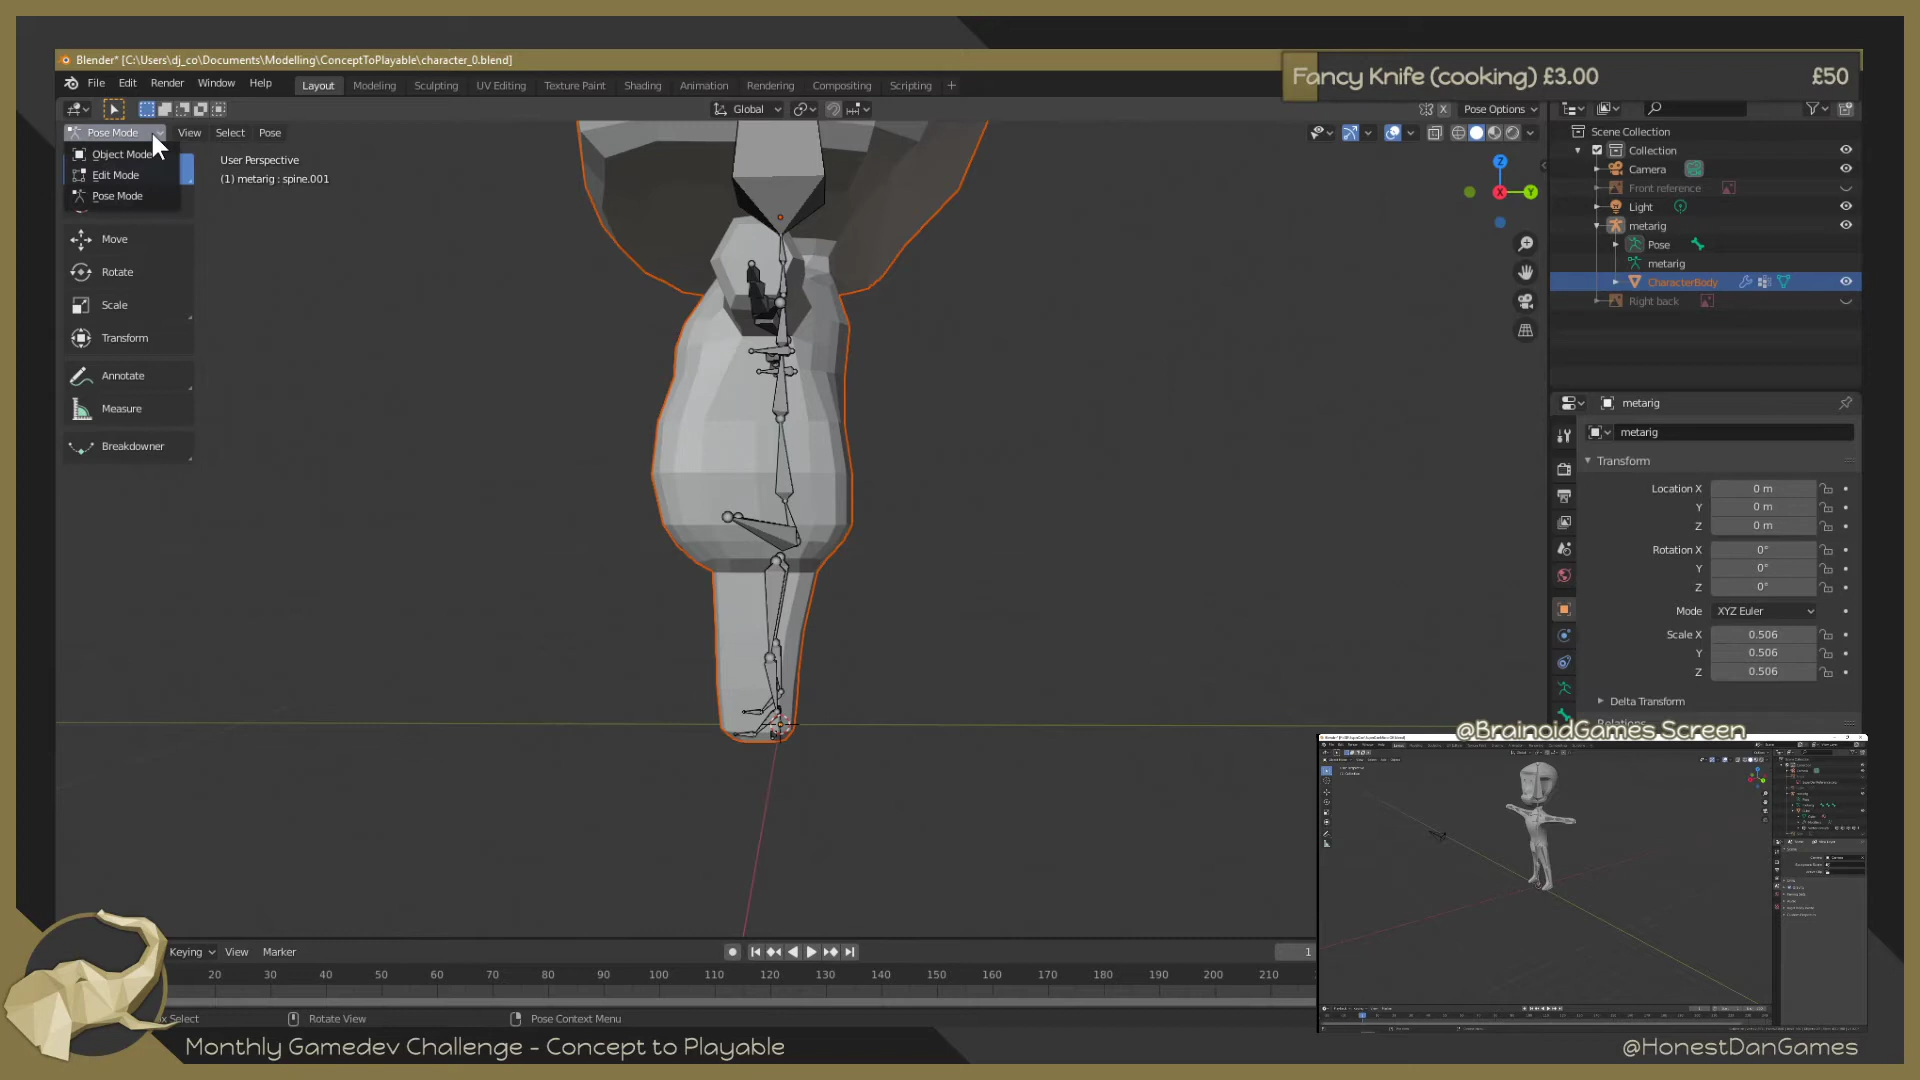 Blender* [C:\Users\dj_co\Documents\Modelling\ConceptToPlayable\character_0.blend]
Fancy Knife (cooking) £3.00 £50
File Edit Render Window Help Layout Modeling Sculpting UV Editing Texture Paint Shading Animation Rendering Compositing Scripting +
Global Pose Options
Pose Mode View Select Pose
Object Mode
Edit Mode
Pose Mode
User Perspective
(1) metarig : spine.001
Move
Rotate
Scale
Transform
Annotate
Measure
Breakdowner
Z
X
Y
Scene Collection
Collection
Camera
Front reference
Light
metarig
Pose
metarig
CharacterBody
Right back
metarig
metarig
Transform
Location X 0 m
Y 0 m
Z 0 m
Rotation X 0°
Y 0°
Z 0°
Mode XYZ Euler
Scale X 0.506
Y 0.506
Z 0.506
Delta Transform
Relations
@BrainoidGames Screen
Keying View Marker 1
20 30 40 50 60 70 80 90 100 110 120 130 140 150 160 170 180 190 200 210
Select Rotate View Pose Context Menu
Monthly Gamedev Challenge - Concept to Playable
@HonestDanGames